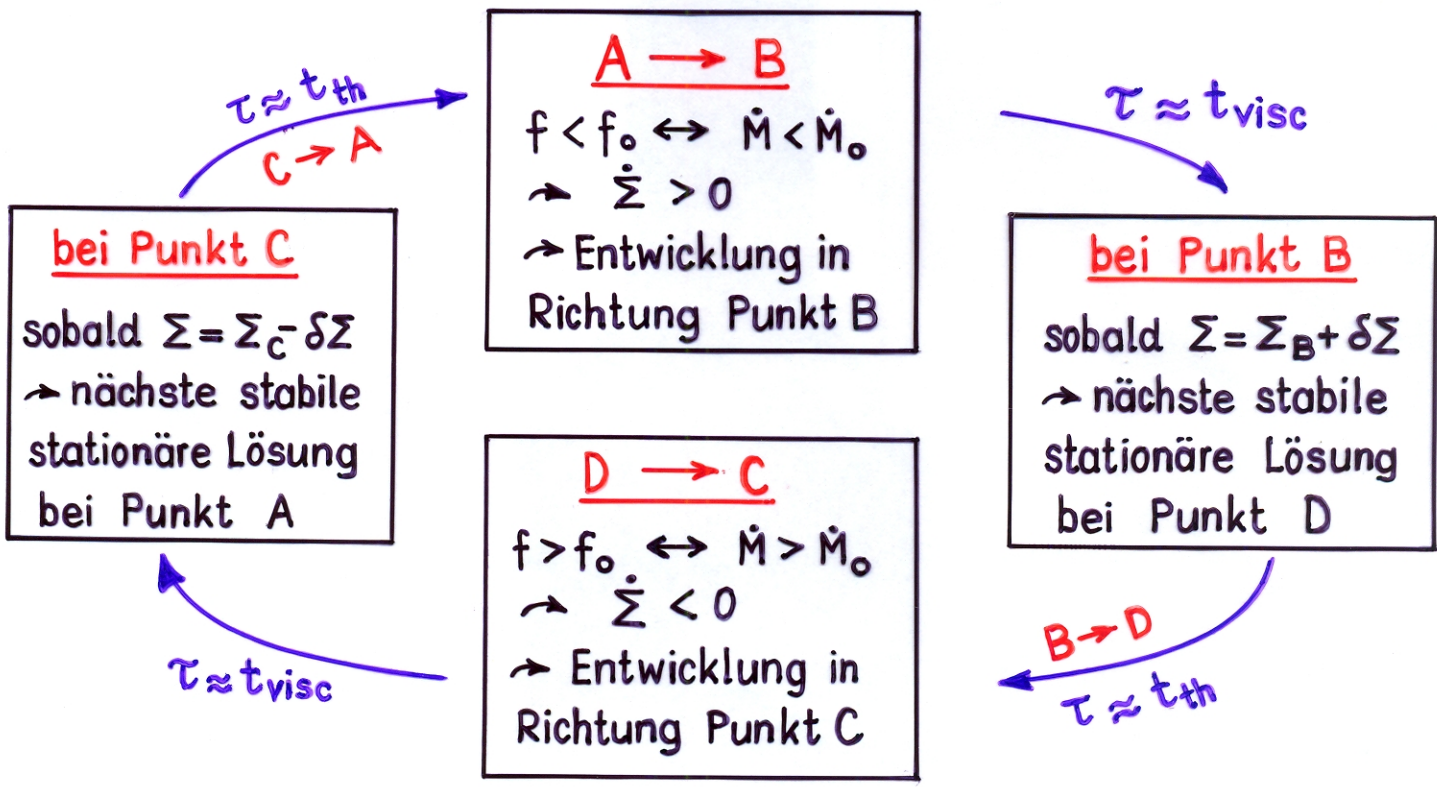 A → B
f < f₀ ↔ Ṁ < Ṁ₀
⇝ Σ̇ > 0
⇝ Entwicklung in
Richtung Punkt B
τ ≈ t_visc
bei Punkt B
sobald Σ = Σ_B + δΣ
⇝ nächste stabile
stationäre Lösung
bei Punkt D
B → D
τ ≈ t_th
D → C
f > f₀ ↔ Ṁ > Ṁ₀
⇝ Σ̇ < 0
⇝ Entwicklung in
Richtung Punkt C
τ ≈ t_visc
bei Punkt C
sobald Σ = Σ_C - δΣ
⇝ nächste stabile
stationäre Lösung
bei Punkt A
τ ≈ t_th
C → A